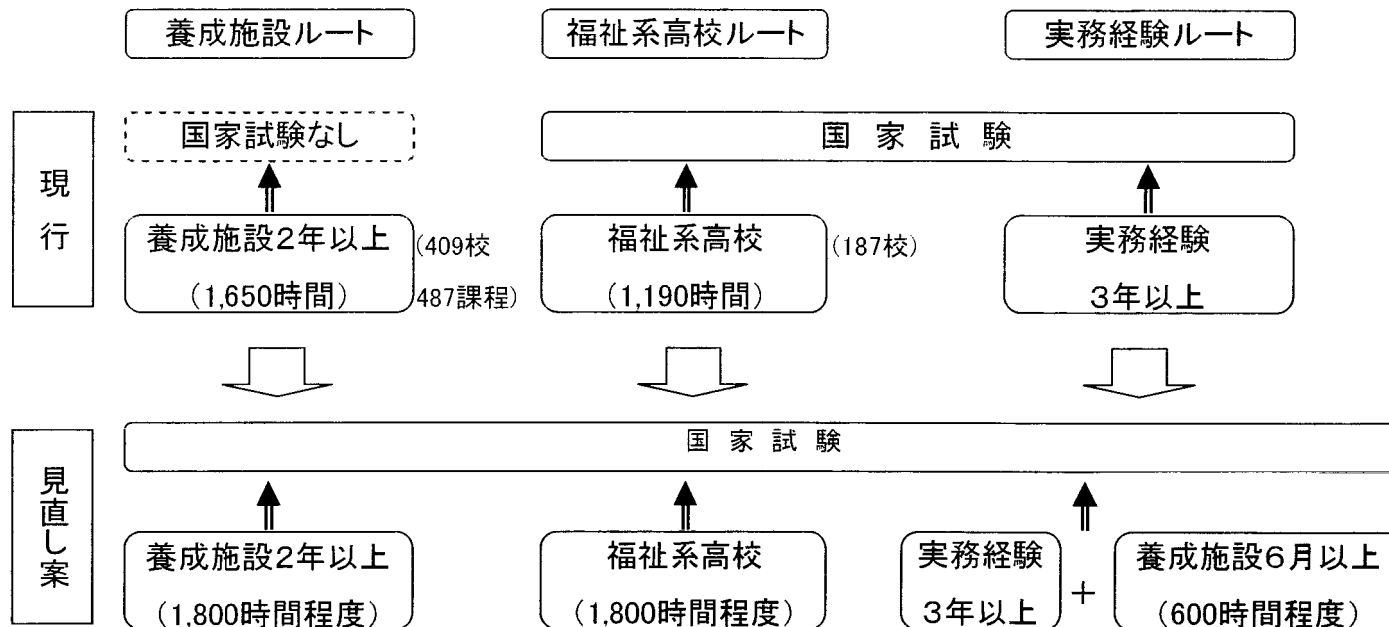 養成施設ルート
福祉系高校ルート
実務経験ルート
現行
国家試験なし
国家試験
養成施設2年以上
(1,650時間)
(409校
487課程)
福祉系高校
(1,190時間)
(187校)
実務経験
3年以上
見直し案
国家試験
養成施設2年以上
(1,800時間程度)
福祉系高校
(1,800時間程度)
実務経験
3年以上
+
養成施設6月以上
(600時間程度)